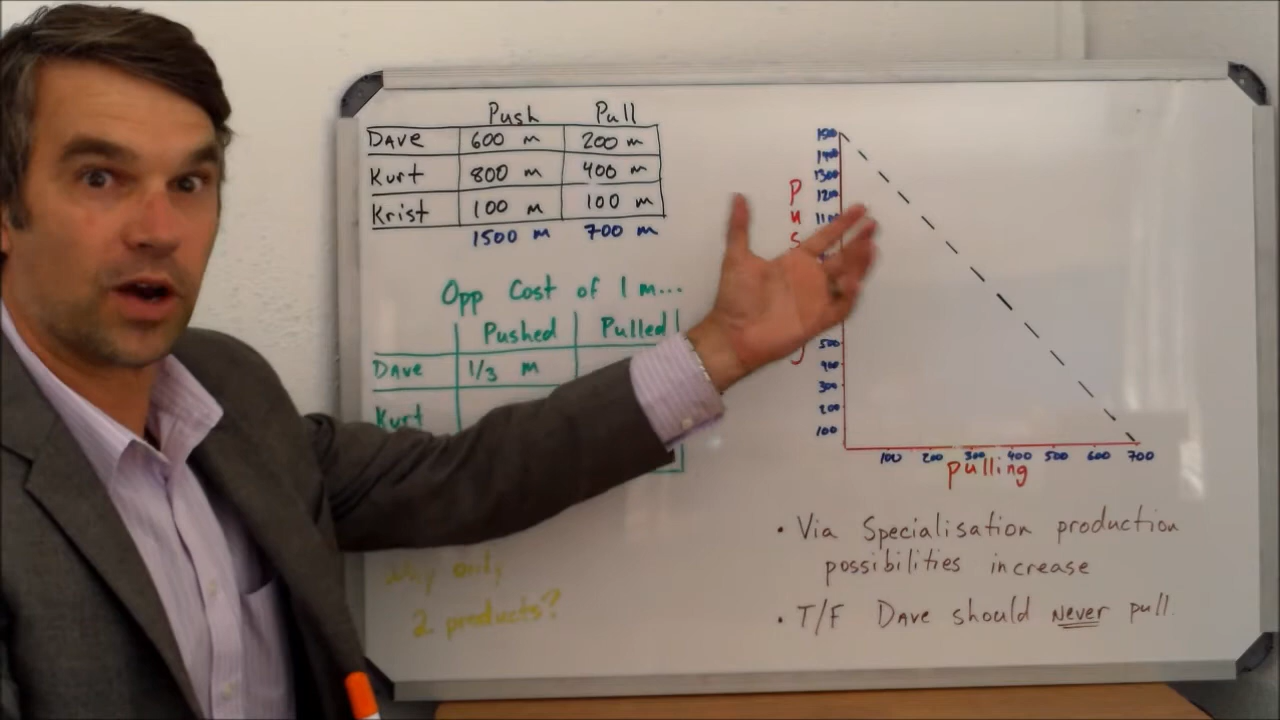 Push Pull
Dave 600 m 200 m
Kurt 800 m 400 m
Krist 100 m 100 m
1500 m 700 m
Opp Cost of 1 m...
Pushed Pulled
Dave 1/3 m
Kurt
Why only
2 products?
1500
1400
1300
1200
1100
500
400
300
200
100
P
u
s
100 200 300 400 500 600 700
pulling
• Via Specialisation production
possibilities increase
• T/F Dave should never pull.